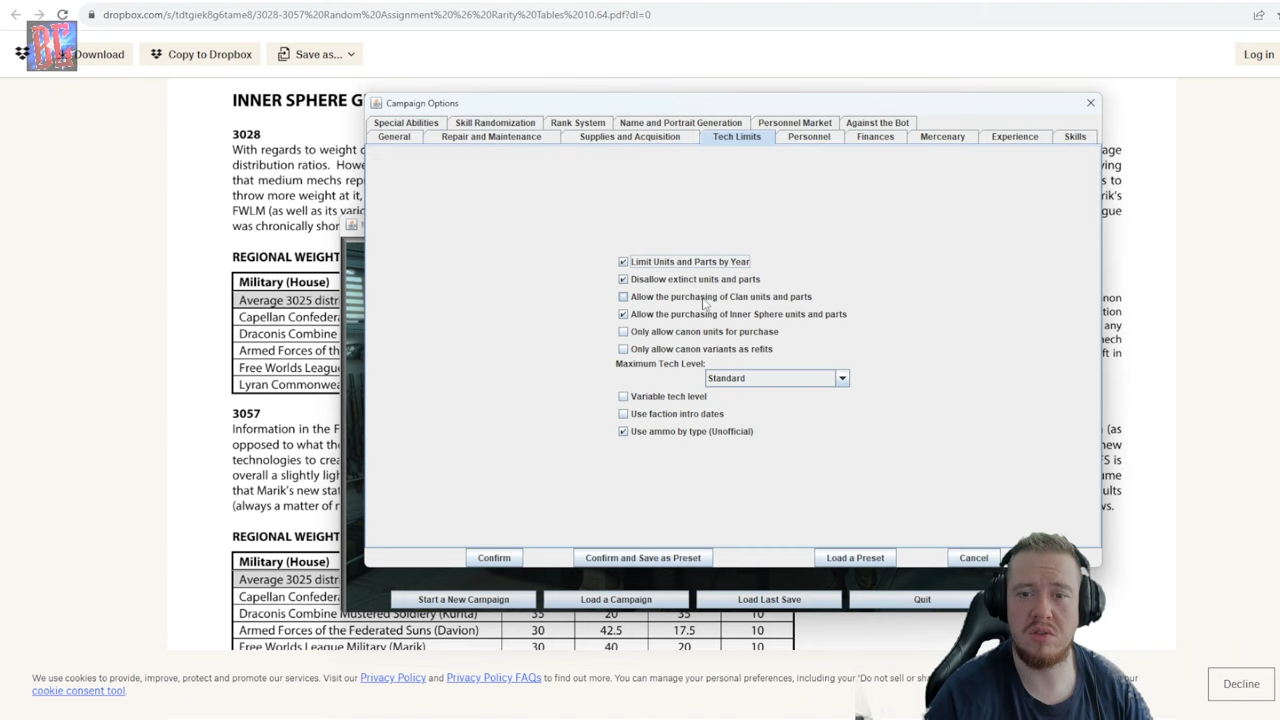 dropbox.com/s/tdtgiek8g6tame8/3028-3057%20Random%20Assignment%20%26%20Rarity%20Tables%2010.64.pdf?dl=0
BG
Download
Copy to Dropbox
Save as...
Log in
INNER SPHERE G
3028
With regards to weight
distribution ratios. Howe
that medium mechs repr
throw more weight at it,
FWLM (as well as its vario
was chronically shor
REGIONAL WEIGHT
Military (House)
Average 3025 distr
Capellan Confedera
Draconis Combine
Armed Forces of th
Free Worlds League
Lyran Commonwea
3057
Information in the F
opposed to what the
technologies to crea
overall a slightly ligh
that Marik's new stat
(always a matter of r
REGIONAL WEIGHT
Military (House)
Average 3025 distr
Capellan Confedera
Draconis Combine Mustered Soldiery (Kurita) 35 20 35 10
Armed Forces of the Federated Suns (Davion) 30 42.5 17.5 10
Free Worlds League Military (Marik) 30 40 20 10
Campaign Options
Special Abilities
Skill Randomization
Rank System
Name and Portrait Generation
Personnel Market
Against the Bot
General
Repair and Maintenance
Supplies and Acquisition
Tech Limits
Personnel
Finances
Mercenary
Experience
Skills
Limit Units and Parts by Year
Disallow extinct units and parts
Allow the purchasing of Clan units and parts
Allow the purchasing of Inner Sphere units and parts
Only allow canon units for purchase
Only allow canon variants as refits
Maximum Tech Level:
Standard
Variable tech level
Use faction intro dates
Use ammo by type (Unofficial)
Confirm
Confirm and Save as Preset
Load a Preset
Cancel
Start a New Campaign
Load a Campaign
Load Last Save
Quit
We use cookies to provide, improve, protect and promote our services. Visit our Privacy Policy and Privacy Policy FAQs to find out more. You can manage your personal preferences, including your 'Do not sell or sha
cookie consent tool.
Decline